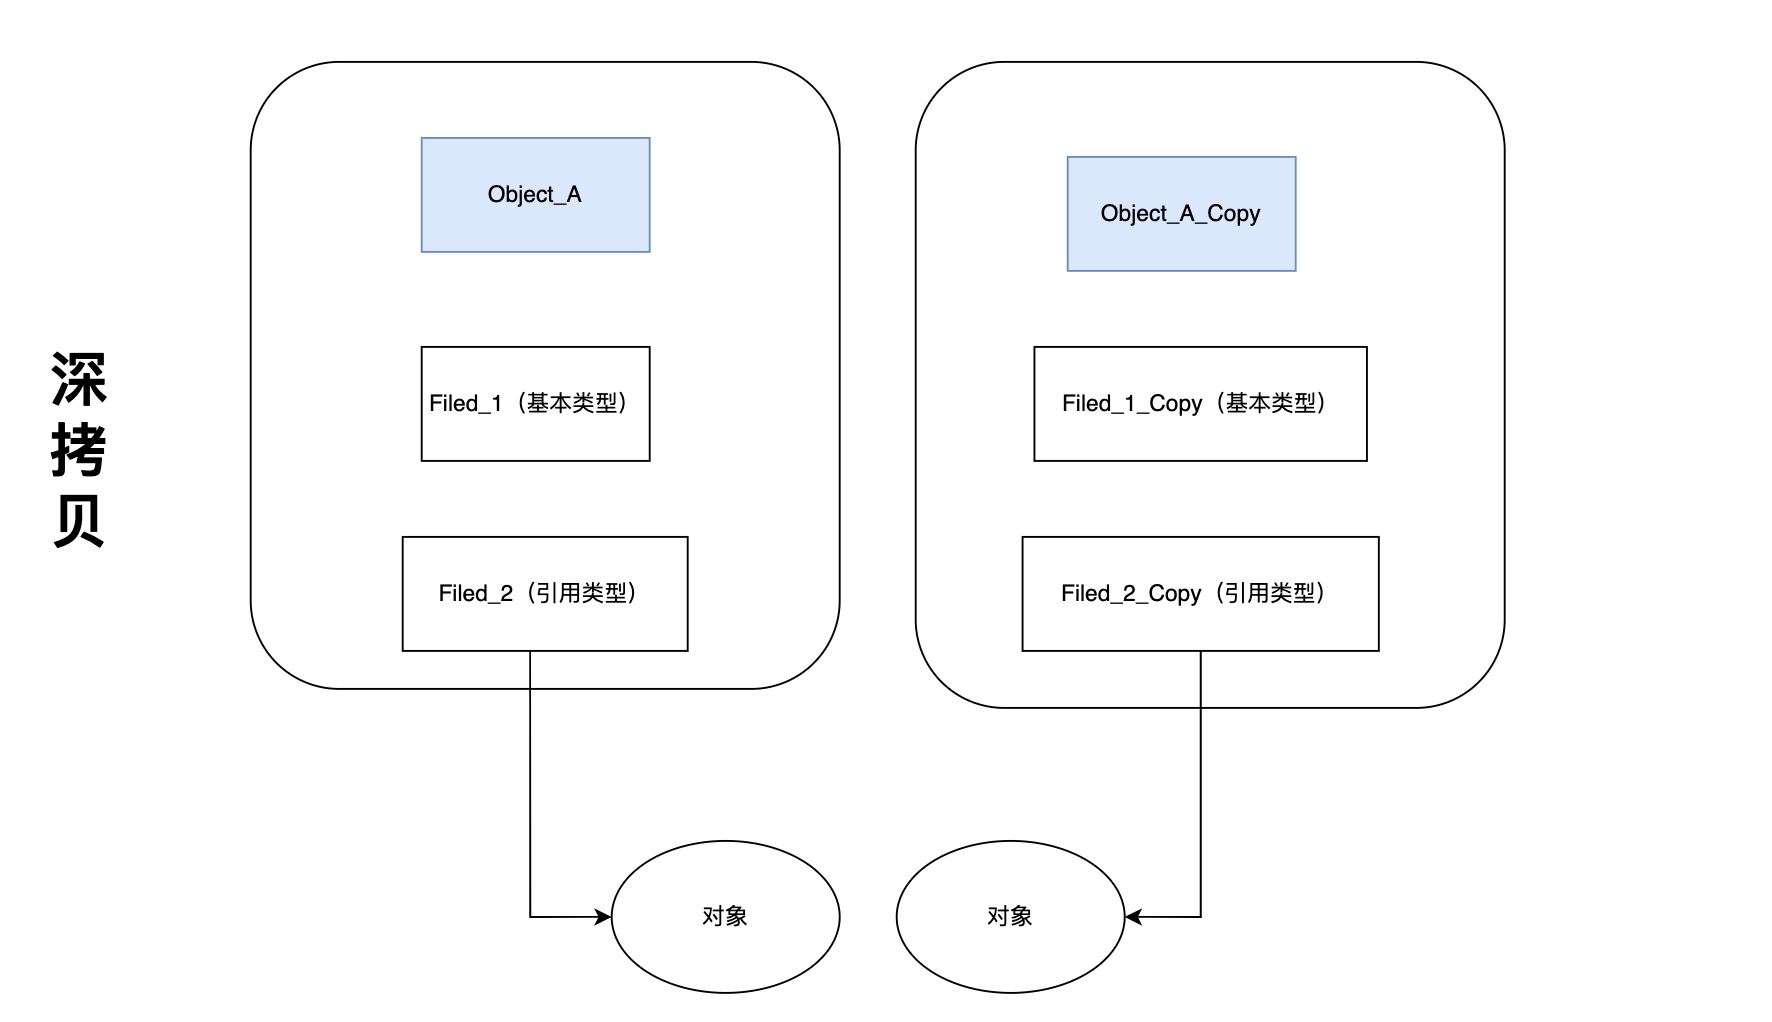 深
拷
贝
Object_A
Filed_1（基本类型）
Filed_2（引用类型）
对象
Object_A_Copy
Filed_1_Copy（基本类型）
Filed_2_Copy（引用类型）
对象